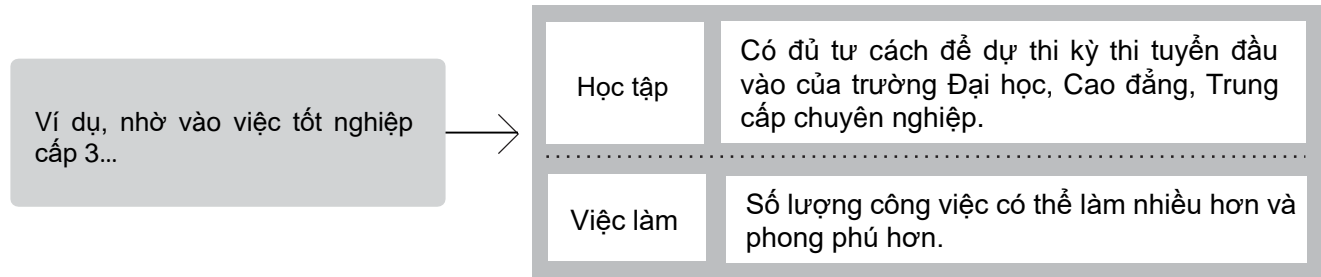 Ví dụ, nhờ vào việc tốt nghiệp
cấp 3...
Học tập
Có đủ tư cách để dự thi kỳ thi tuyển đầu
vào của trường Đại học, Cao đẳng, Trung
cấp chuyên nghiệp.
Việc làm
Số lượng công việc có thể làm nhiều hơn và
phong phú hơn.